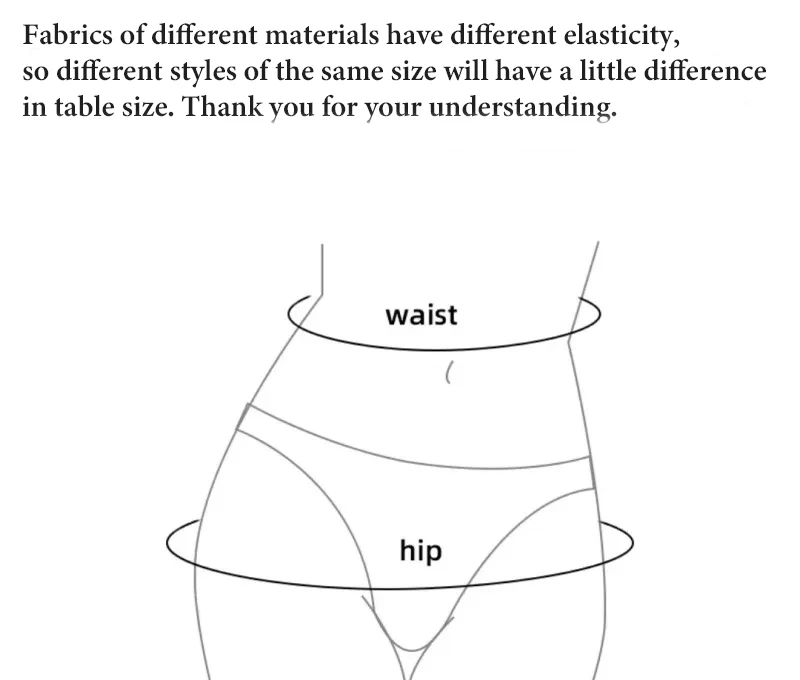 Fabrics of different materials have different elasticity,
so different styles of the same size will have a little difference
in table size. Thank you for your understanding.
waist
hip